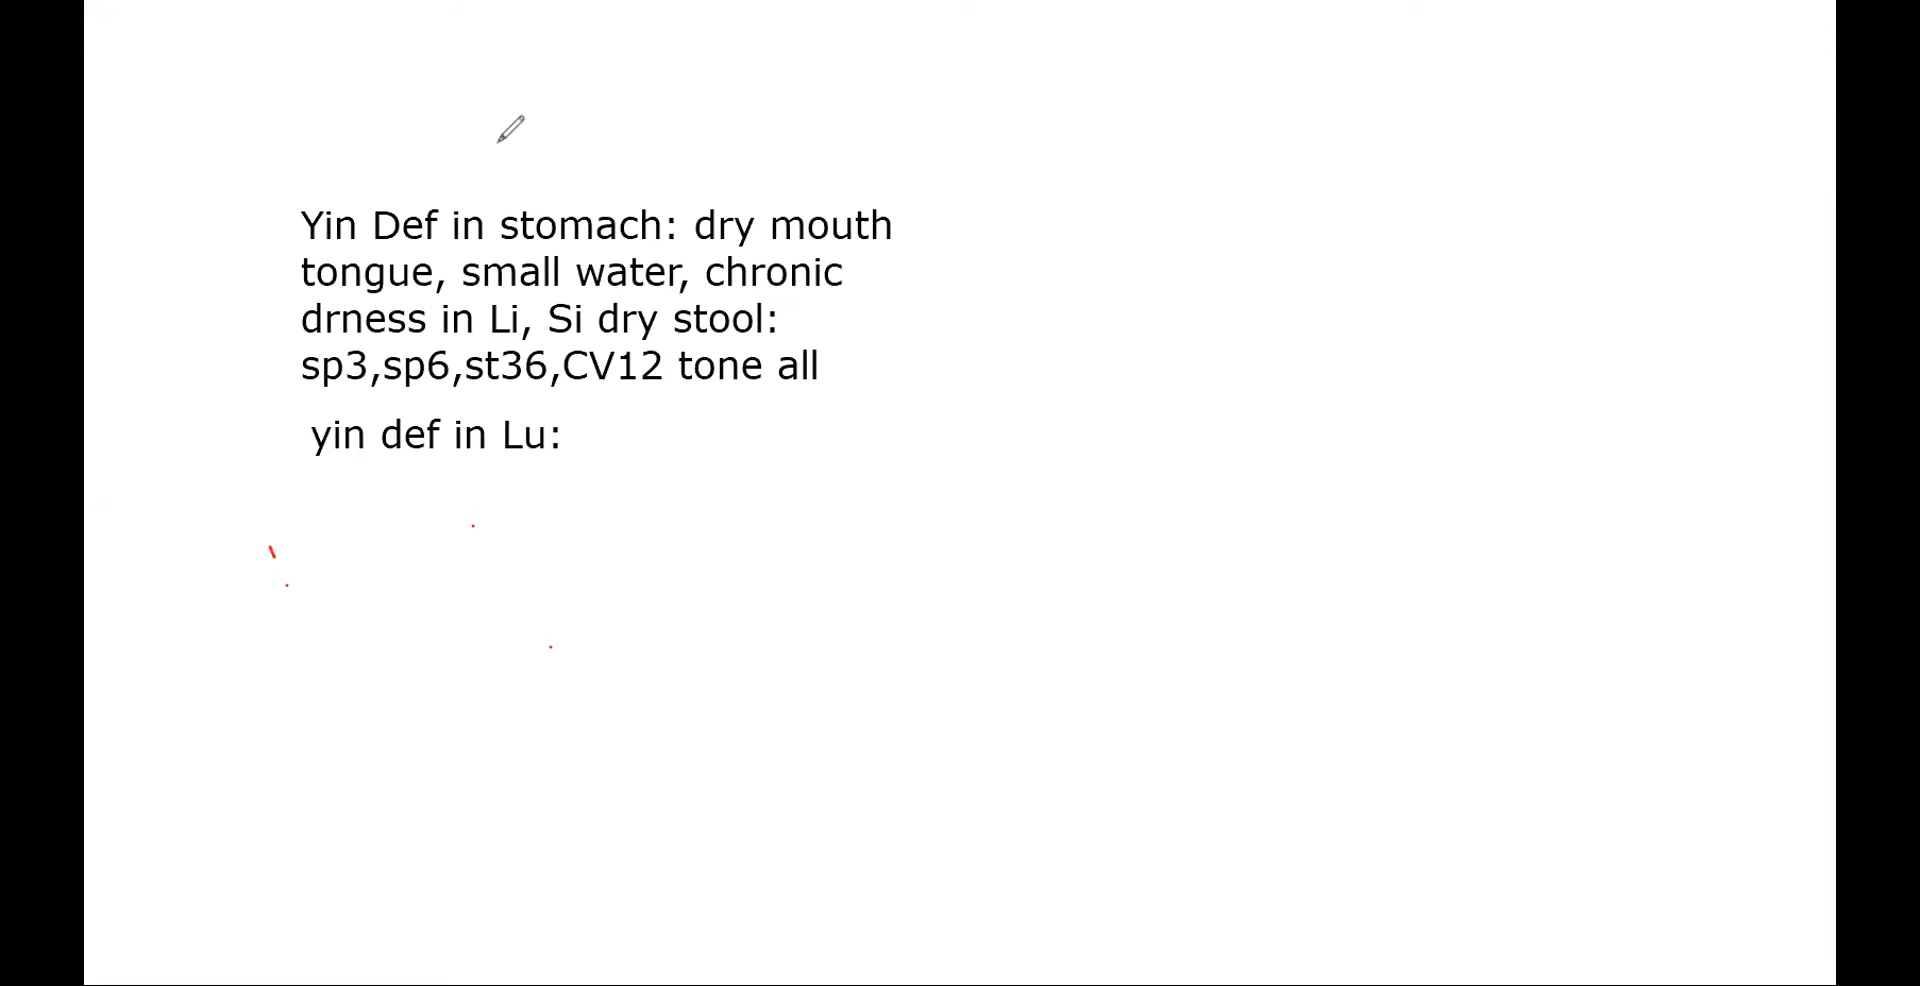 Yin Def in stomach: dry mouth
tongue, small water, chronic
drness in Li, Si dry stool:
sp3,sp6,st36,CV12 tone all
yin def in Lu: